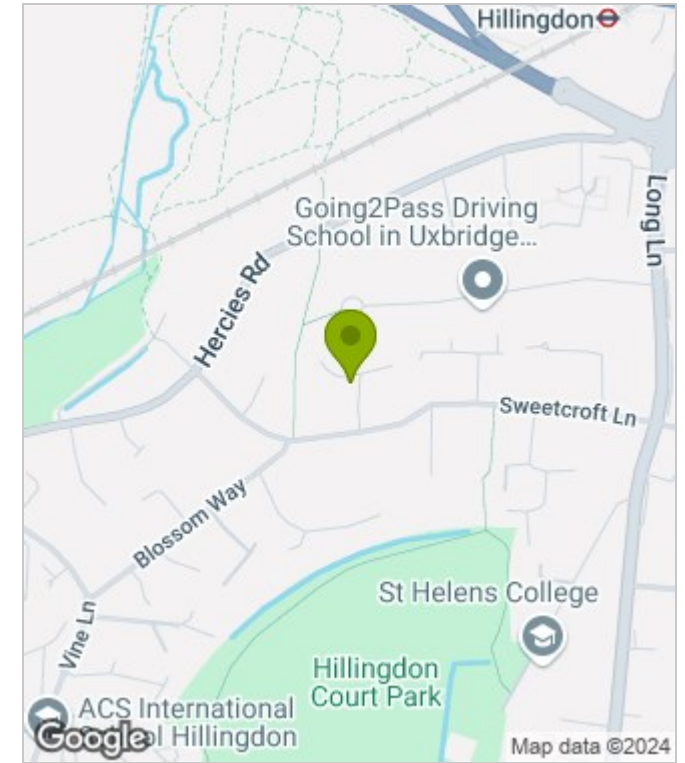 Hillingdon
Long Ln
Going2Pass Driving
School in Uxbridge...
Hercies Rd
Sweetcroft Ln
Blossom Way
St Helens College
Vine Ln
Hillingdon
Court Park
ACS International
School Hillingdon
Google
Map data ©2024